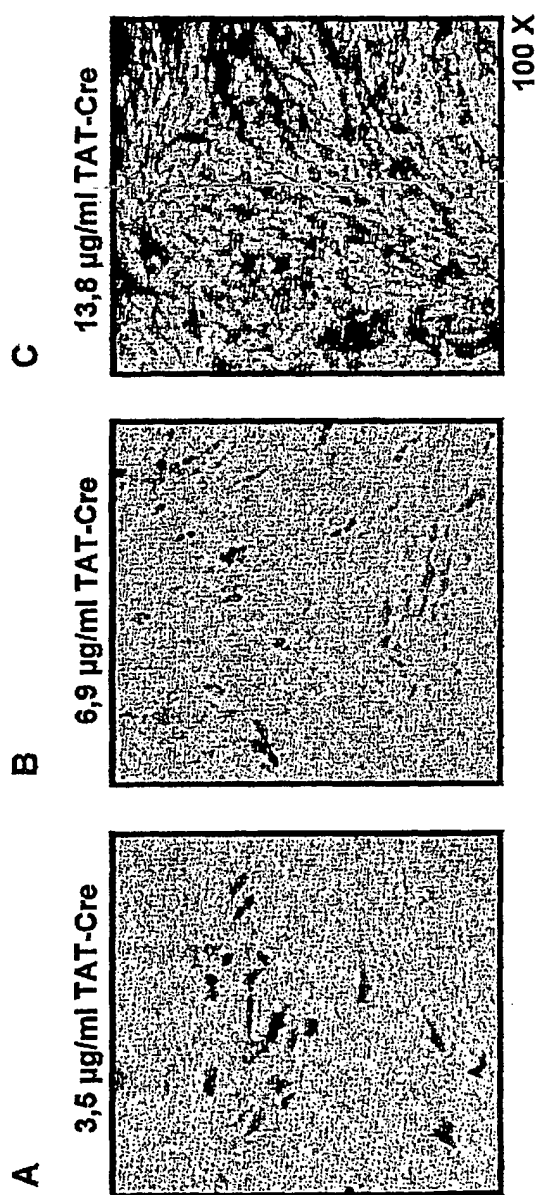 A
3,5 µg/ml TAT-Cre
B
6,9 µg/ml TAT-Cre
C
13,8 µg/ml TAT-Cre
100 X